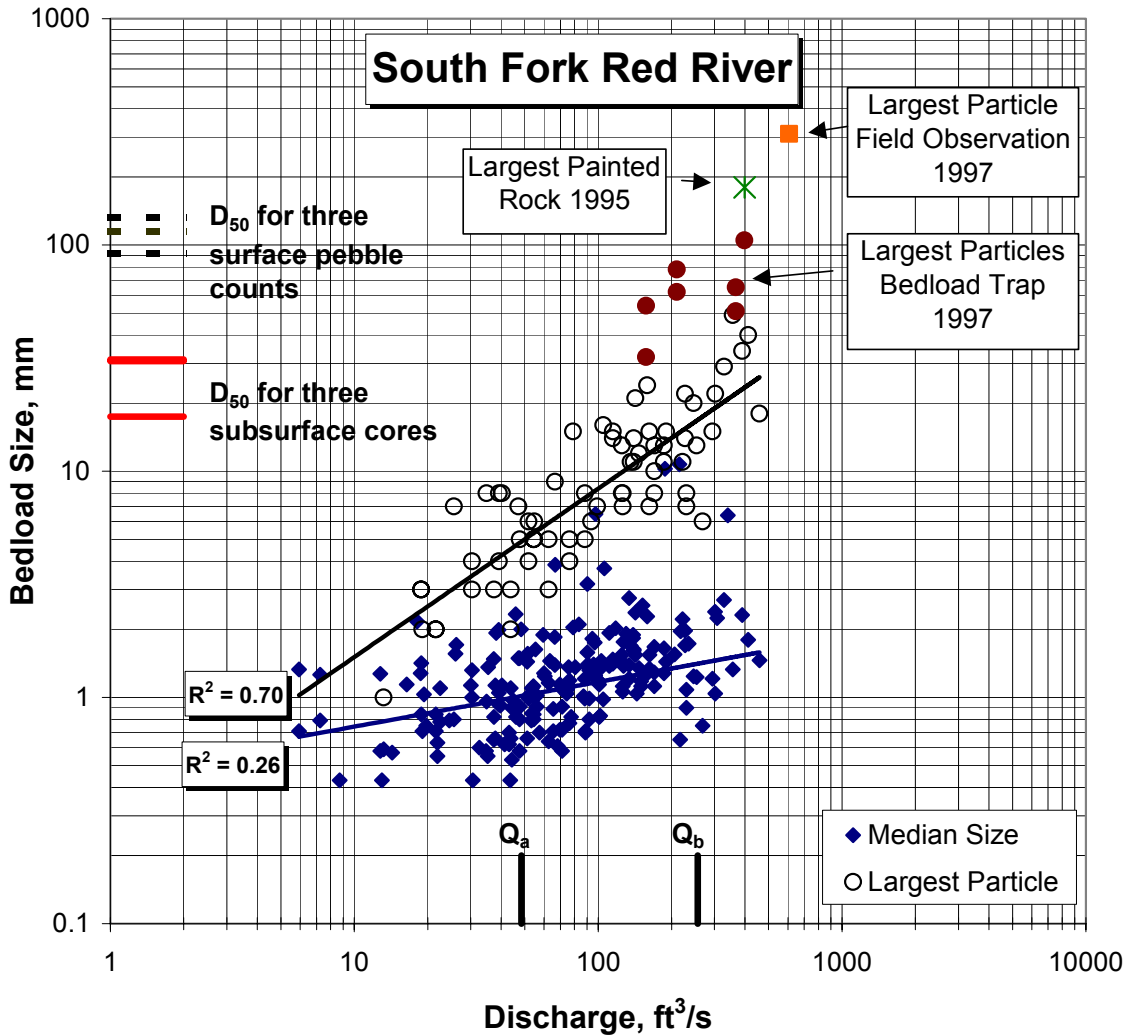 South Fork Red River
Largest Particle
Field Observation
1997
Largest Painted
Rock 1995
Largest Particles
Bedload Trap
1997
D50 for three
surface pebble
counts
D50 for three
subsurface cores
R2 = 0.70
R2 = 0.26
Qa
Qb
Median Size
Largest Particle
Bedload Size, mm
1000
100
10
1
0.1
1
10
100
1000
10000
Discharge, ft3/s